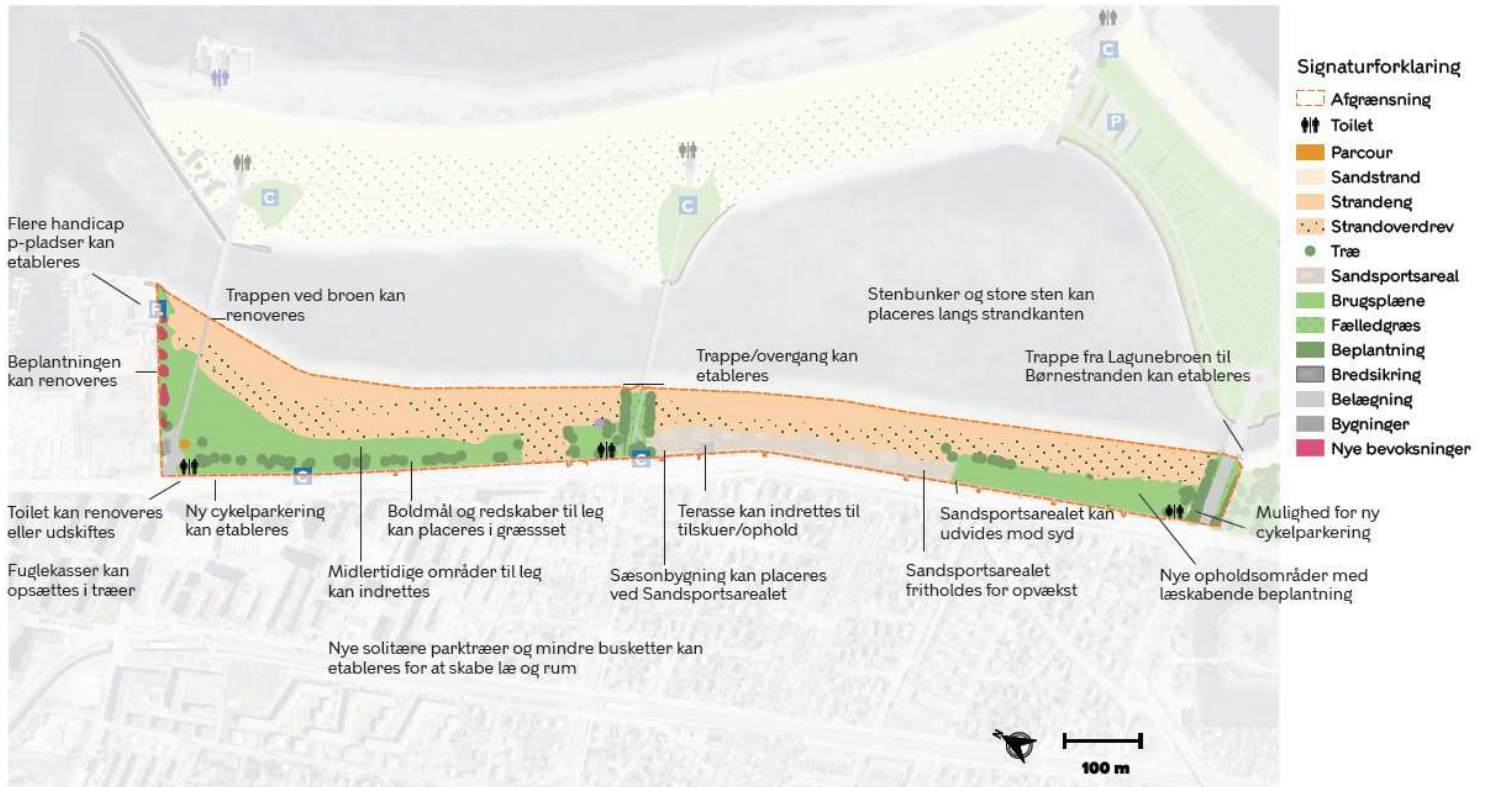 Flere handicap
p-pladser kan
etableres
Beplantningen
kan renoveres
Trappen ved broen kan
renoveres
Stenbunker og store sten kan
placeres langs strandkanten
Trappe/overgang kan
etableres
Trappe fra Lagunebroen til
Børnestranden kan etableres
C
C
C
P
P
C
C
Toilet kan renoveres
eller udskiftes
Ny cykelparkering
kan etableres
Boldmål og redskaber til leg
kan placeres i græssset
Terasse kan indrettes til
tilskuer/ophold
Sandsportsarealet kan
udvides mod syd
Mulighed for ny
cykelparkering
Fuglekasser kan
opsættes i træer
Midlertidige områder til leg
kan indrettes
Sæsonbygning kan placeres
ved Sandsportsarealet
Sandsportsarealet
fritholdes for opvækst
Nye opholdsområder med
læskabende beplantning
Nye solitære parktræer og mindre busketter kan
etableres for at skabe læ og rum
N
100 m
Signaturforklaring
Afgrænsning
Toilet
Parcour
Sandstrand
Strandeng
Strandoverdrev
Træ
Sandsportsareal
Brugsplæne
Fælledgræs
Beplantning
Bredsikring
Belægning
Bygninger
Nye bevoksninger